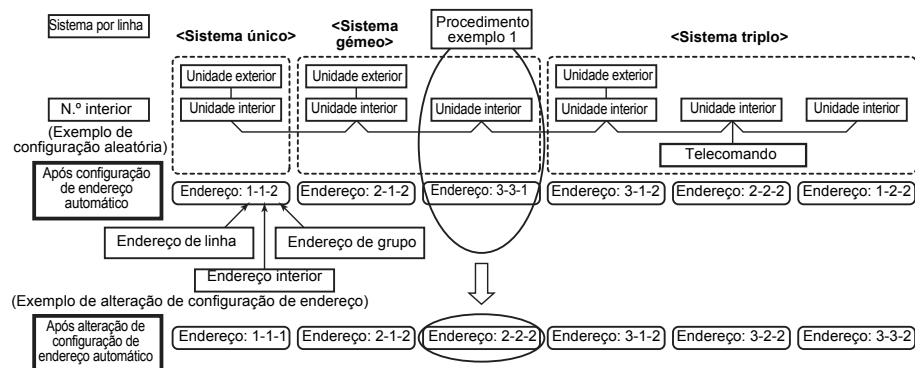 Sistema por linha
<Sistema único>
<Sistema
gémeo>
Procedimento
exemplo 1
<Sistema triplo>
Unidade exterior
Unidade exterior
Unidade exterior
N.º interior
Unidade interior
Unidade interior
Unidade interior
Unidade interior
Unidade interior
Unidade interior
(Exemplo de
configuração aleatória)
Telecomando
Após configuração
de endereço
automático
Endereço: 1-1-2
Endereço: 2-1-2
Endereço: 3-3-1
Endereço: 3-1-2
Endereço: 2-2-2
Endereço: 1-2-2
Endereço de linha
Endereço de grupo
Endereço interior
(Exemplo de alteração de configuração de endereço)
Após alteração de
configuração de
endereço automático
Endereço: 1-1-1
Endereço: 2-1-2
Endereço: 2-2-2
Endereço: 3-1-2
Endereço: 3-2-2
Endereço: 3-3-2